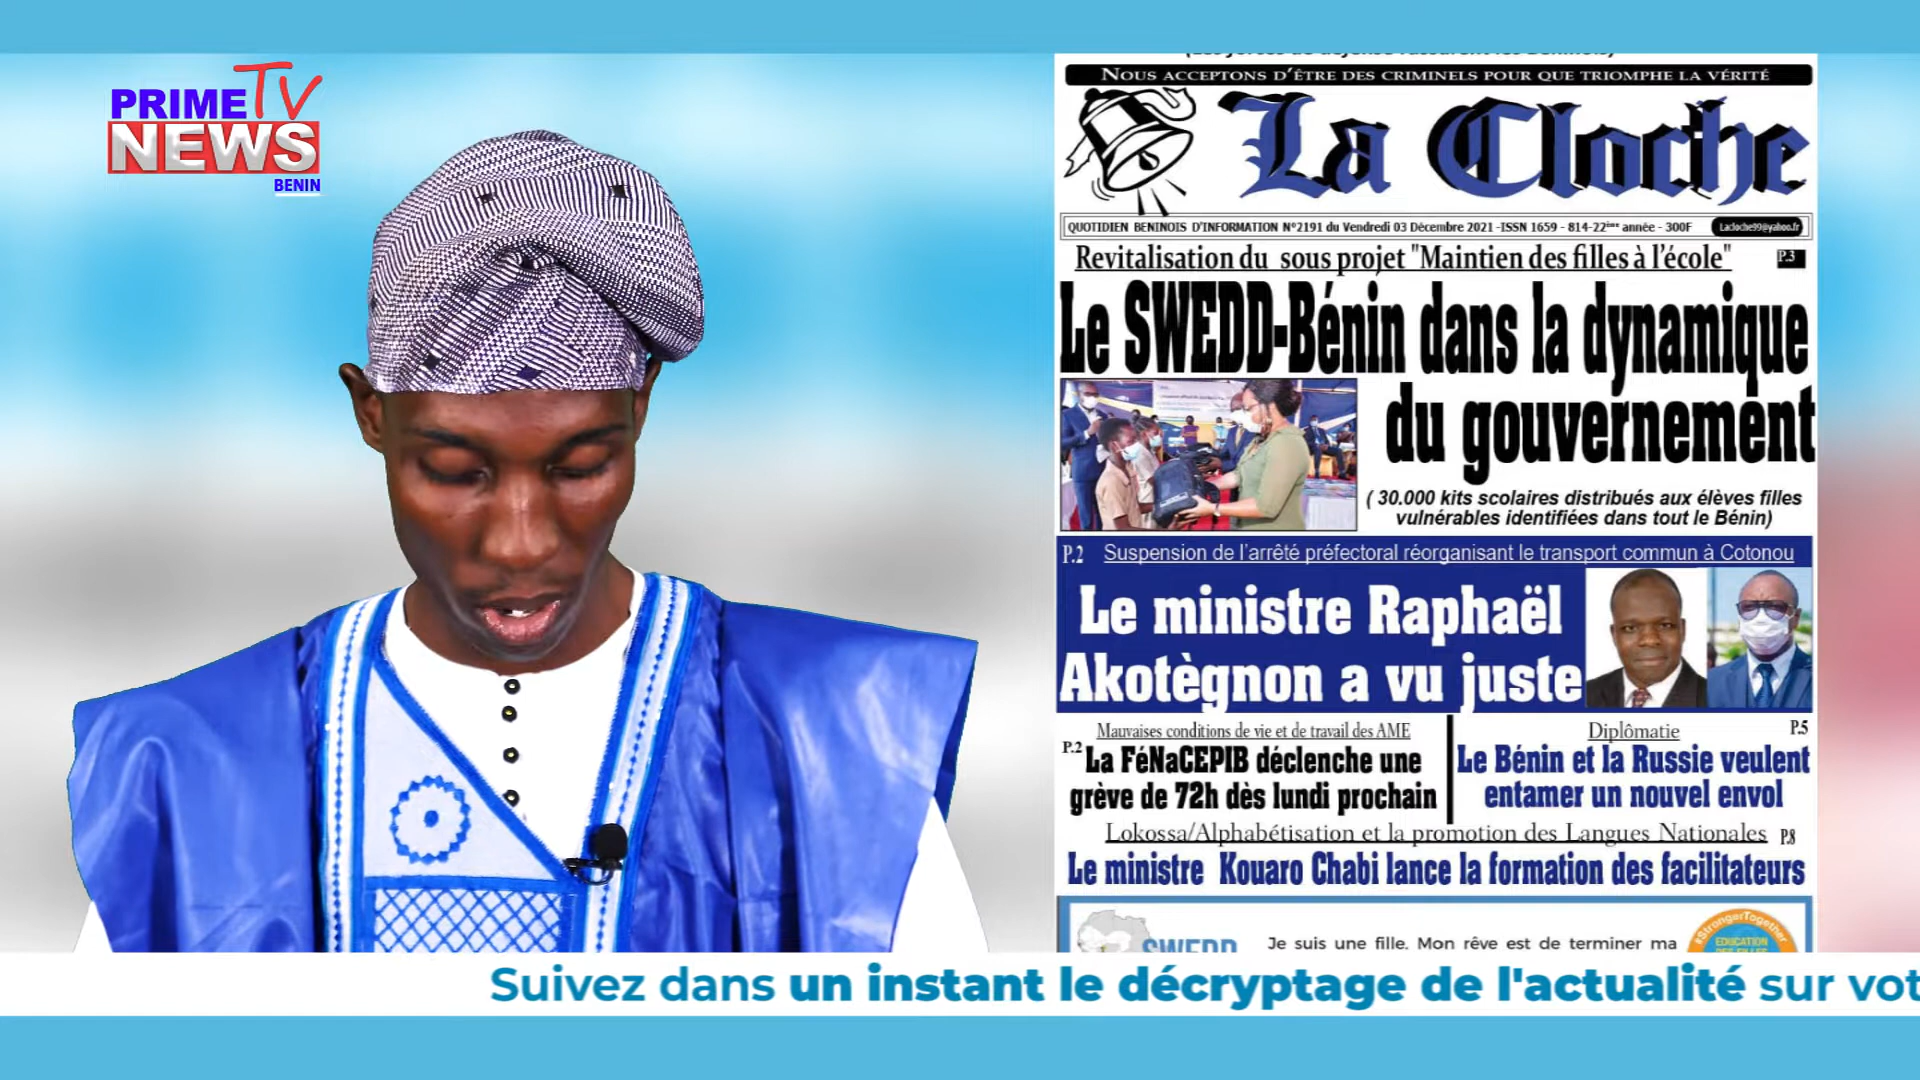 PRIME TV
NEWS
BENIN
NOUS ACCEPTONS D'ÊTRE DES CRIMINELS POUR QUE TRIOMPHE LA VÉRITÉ
La Cloche
QUOTIDIEN BENINOIS D'INFORMATION N°2191 du Vendredi 03 Décembre 2021 -ISSN 1659 - 814-22ème année - 300F
Lacloche99@yahoo.fr
Revitalisation du sous projet "Maintien des filles à l'école"
P.3
Le SWEDD-Bénin dans la dynamique
du gouvernement
( 30.000 kits scolaires distribués aux élèves filles
vulnérables identifiées dans tout le Bénin)
P.2 Suspension de l'arrêté préfectoral réorganisant le transport commun à Cotonou
Le ministre Raphaël
Akotègnon a vu juste
Mauvaises conditions de vie et de travail des AME
P.2
La FéNaCEPIB déclenche une
grève de 72h dès lundi prochain
Diplômatie
P.5
Le Bénin et la Russie veulent
entamer un nouvel envol
Lokossa/Alphabétisation et la promotion des Langues Nationales P.8
Le ministre Kouaro Chabi lance la formation des facilitateurs
SWEDD
Je suis une fille. Mon rêve est de terminer ma
#StrongerTogether
EDUCATION
Suivez dans un instant le décryptage de l'actualité sur vot